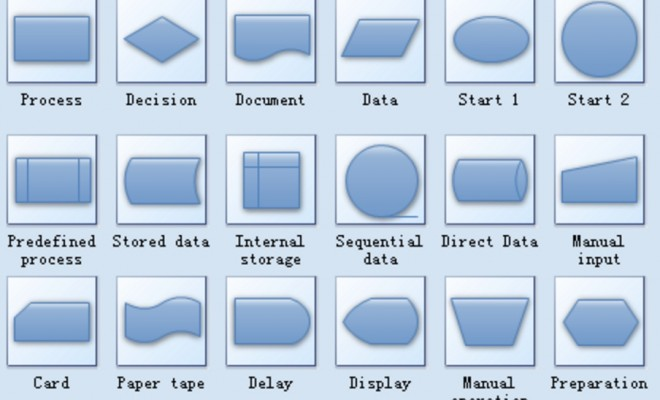 Process Decision Document Data Start 1 Start 2
Predefined process Stored data Internal storage Sequential data Direct Data Manual input
Card Paper tape Delay Display Manual Preparation